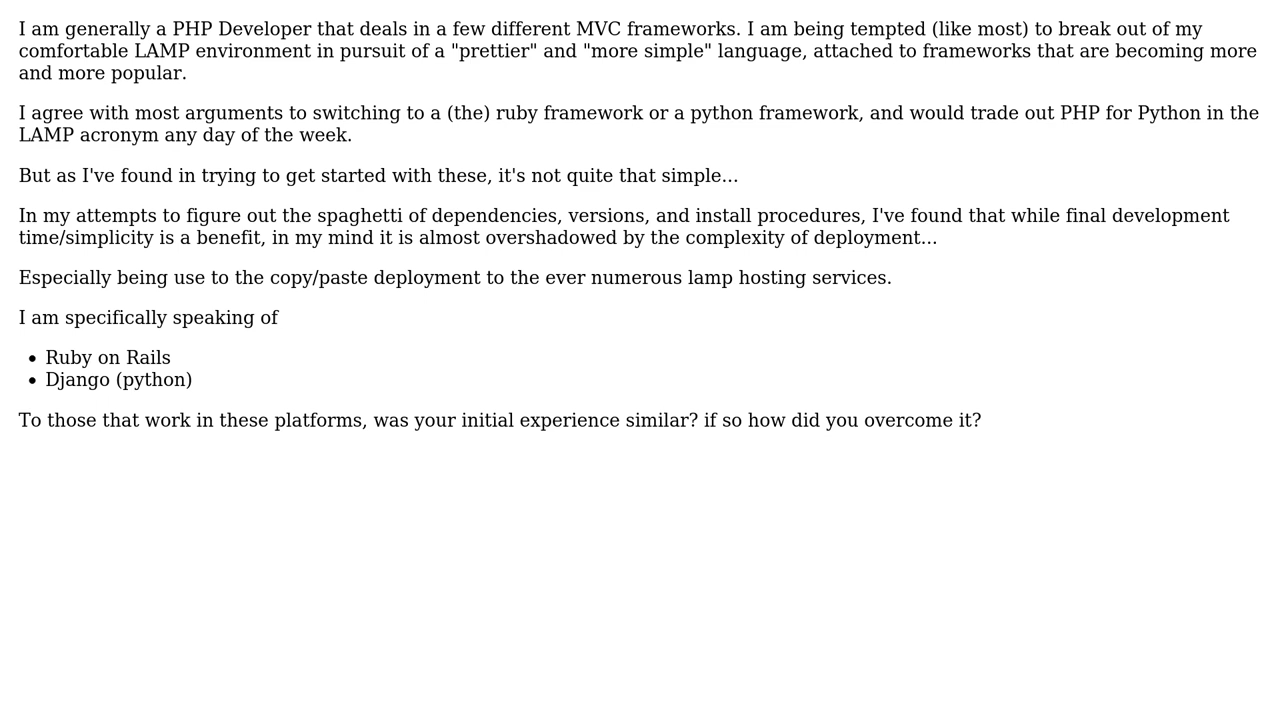 I am generally a PHP Developer that deals in a few different MVC frameworks. I am being tempted (like most) to break out of my
comfortable LAMP environment in pursuit of a "prettier" and "more simple" language, attached to frameworks that are becoming more
and more popular.
I agree with most arguments to switching to a (the) ruby framework or a python framework, and would trade out PHP for Python in the
LAMP acronym any day of the week.
But as I've found in trying to get started with these, it's not quite that simple...
In my attempts to figure out the spaghetti of dependencies, versions, and install procedures, I've found that while final development
time/simplicity is a benefit, in my mind it is almost overshadowed by the complexity of deployment...
Especially being use to the copy/paste deployment to the ever numerous lamp hosting services.
I am specifically speaking of
• Ruby on Rails
• Django (python)
To those that work in these platforms, was your initial experience similar? if so how did you overcome it?